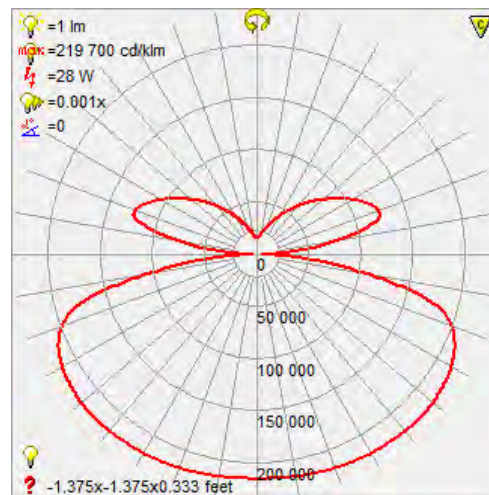 =1 lm
C
max=219 700 cd/klm
=28 W
=0.001x
=0
0
50 000
100 000
150 000
200 000
? -1.375x-1.375x0.333 feet